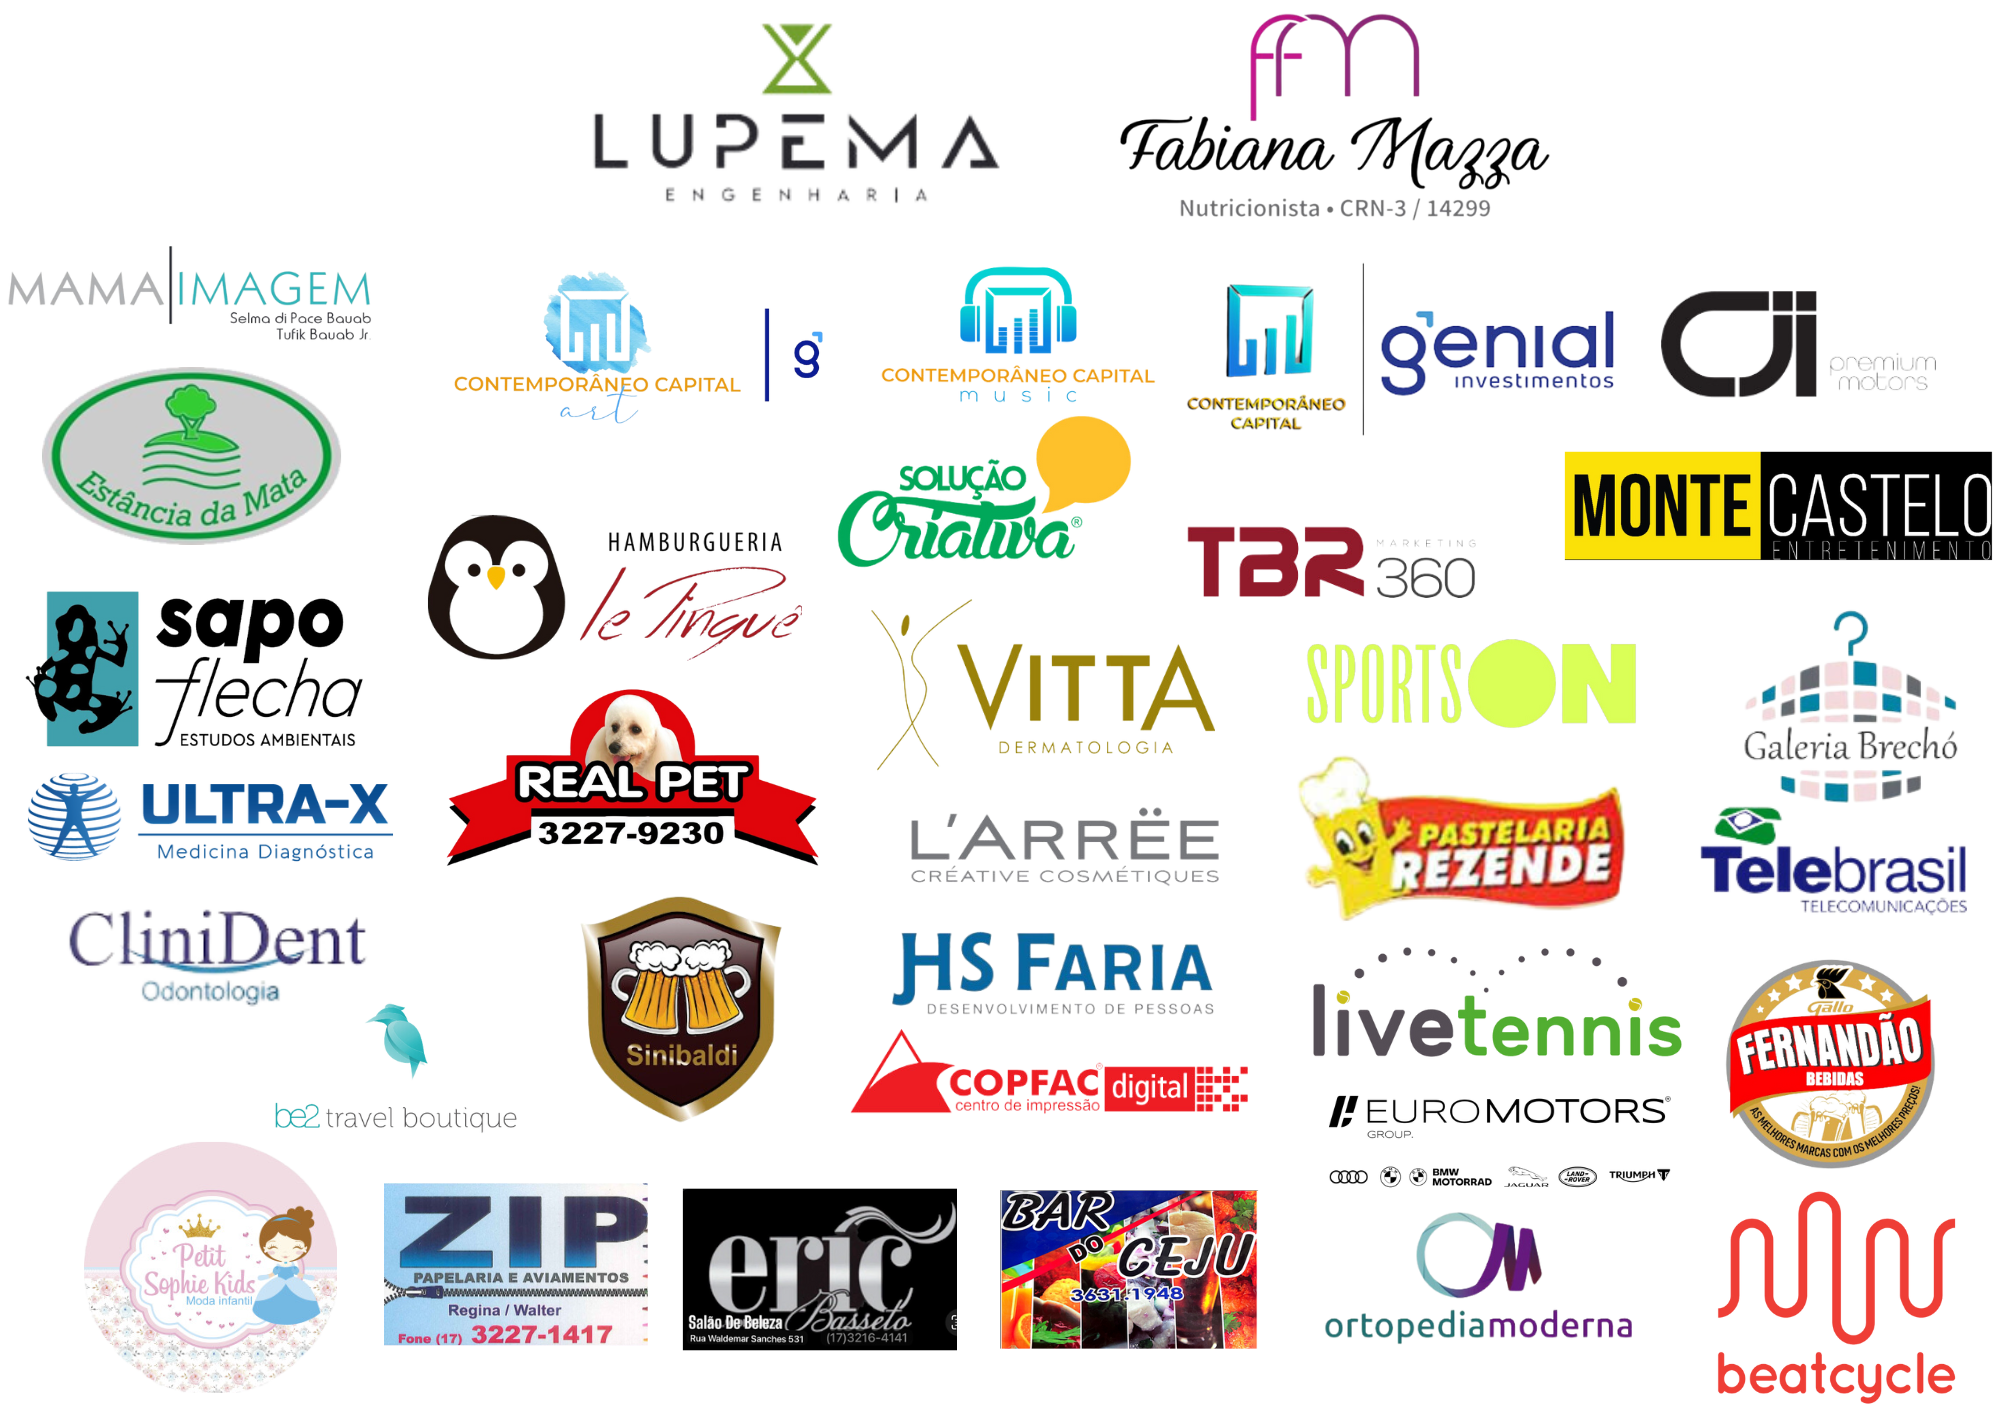 LUPEMA
ENGENHARIA
ffm
Fabiana Mazza
Nutricionista • CRN-3 / 14299
MAMA|IMAGEM
Selma di Pace Bauab
Tufik Bauab Jr.
CONTEMPORÂNEO CAPITAL
art
g
CONTEMPORÂNEO CAPITAL
music
CONTEMPORÂNEO
CAPITAL
genial
investimentos
premium
motors
Estância da Mata
HAMBURGUERIA
le Pinguê
SOLUÇÃO
Criativa®
TBR
MARKETING
360
MONTE CASTELO
ENTRETENIMENTO
sapo
flecha
ESTUDOS AMBIENTAIS
REAL PET
3227-9230
VITTA
DERMATOLOGIA
SPORTS ON
Galeria Brechó
ULTRA-X
Medicina Diagnóstica
L'ARRËE
CRÉATIVE COSMÉTIQUES
PASTELARIA
REZENDE
Telebrasil
TELECOMUNICAÇÕES
CliniDent
Odontologia
Sinibaldi
HS FARIA
DESENVOLVIMENTO DE PESSOAS
livetennis
Gallo
FERNANDÃO
BEBIDAS
AS MELHORES MARCAS COM OS MELHORES PREÇOS!
be2 travel boutique
COPFAC® digital
centro de impressão
EUROMOTORS®
GROUP.
BMW
MOTORRAD
JAGUAR
LAND-
ROVER
TRIUMPH
Petit
Sophie Kids
Moda infantil
ZIP
PAPELARIA E AVIAMENTOS
Regina / Walter
Fone (17) 3227-1417
eric
Basseto
Salão De Beleza
Rua Waldemar Sanches 531 (17)3216-4141
BAR
DO
CEJU
3631.1948
ortopediamoderna
beatcycle